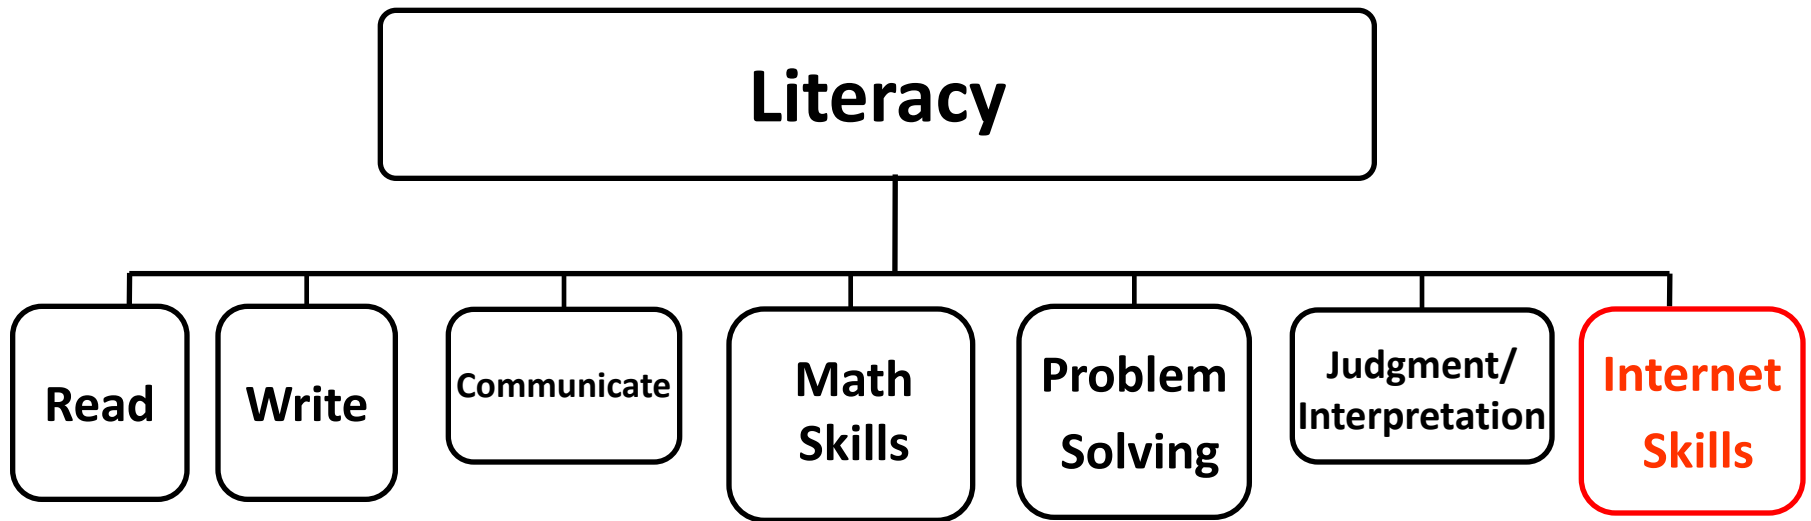 Literacy
Read
Write
Communicate
Math
Skills
Problem
Solving
Judgment/
Interpretation
Internet
Skills